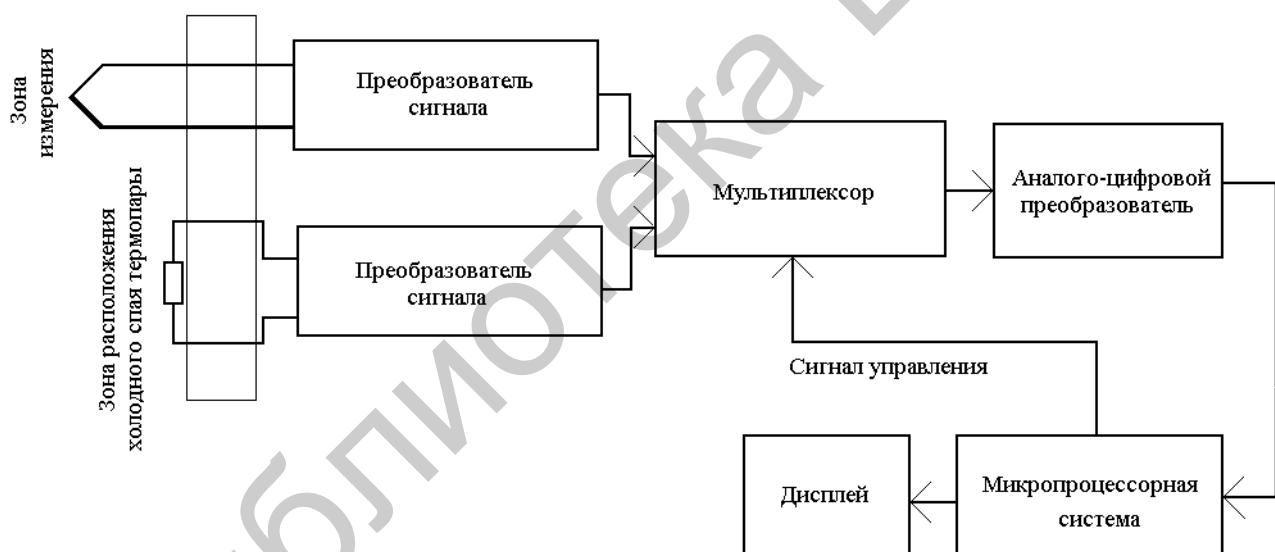 Зона
измерения
Преобразователь
сигнала
Мультиплексор
Аналого-цифровой
преобразователь
Зона расположения
холодного спая термопары
Преобразователь
сигнала
Сигнал управления
Дисплей
Микропроцессорная
система